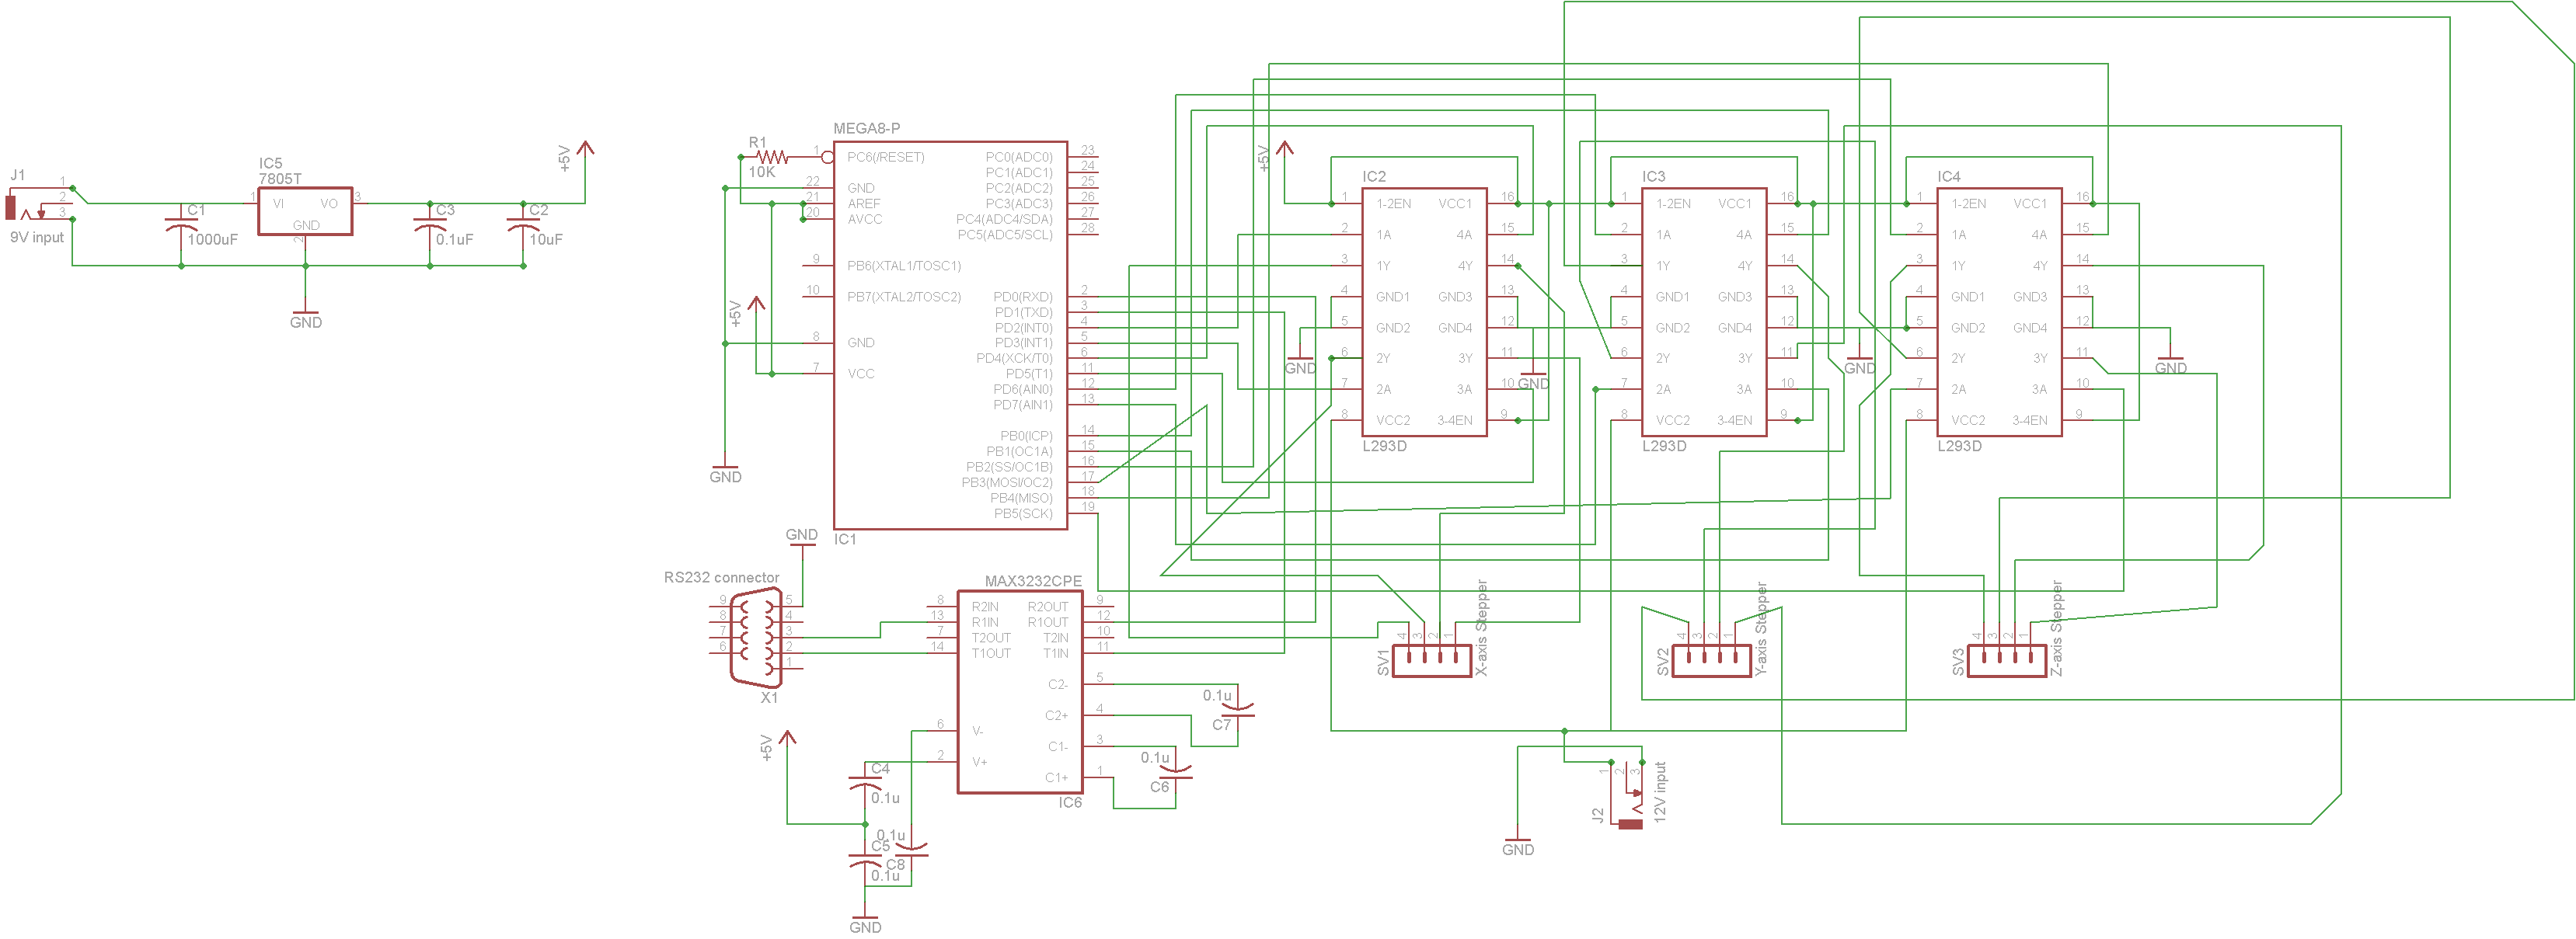 J1
1
2
3
9V input
C1
1000uF
IC5
7805T
1 VI VO 3
GND
2
C3
0.1uF
C2
10uF
+5V
GND
MEGA8-P
R1
10K
1 PC6(/RESET)
22 GND
21 AREF
20 AVCC
9 PB6(XTAL1/TOSC1)
10 PB7(XTAL2/TOSC2)
8 GND
7 VCC
+5V
GND
PC0(ADC0) 23
PC1(ADC1) 24
PC2(ADC2) 25
PC3(ADC3) 26
PC4(ADC4/SDA) 27
PC5(ADC5/SCL) 28
PD0(RXD) 2
PD1(TXD) 3
PD2(INT0) 4
PD3(INT1) 5
PD4(XCK/T0) 6
PD5(T1) 11
PD6(AIN0) 12
PD7(AIN1) 13
PB0(ICP) 14
PB1(OC1A) 15
PB2(SS/OC1B) 16
PB3(MOSI/OC2) 17
PB4(MISO) 18
PB5(SCK) 19
IC1
+5V
IC2
1 1-2EN VCC1 16
2 1A 4A 15
3 1Y 4Y 14
4 GND1 GND3 13
5 GND2 GND4 12
6 2Y 3Y 11
7 2A 3A 10
8 VCC2 3-4EN 9
L293D
GND
GND
IC3
1 1-2EN VCC1 16
2 1A 4A 15
3 1Y 4Y 14
4 GND1 GND3 13
5 GND2 GND4 12
6 2Y 3Y 11
7 2A 3A 10
8 VCC2 3-4EN 9
L293D
GND
IC4
1 1-2EN VCC1 16
2 1A 4A 15
3 1Y 4Y 14
4 GND1 GND3 13
5 GND2 GND4 12
6 2Y 3Y 11
7 2A 3A 10
8 VCC2 3-4EN 9
L293D
GND
GND
RS232 connector
9 5
8 4
7 3
6 2
1
X1
MAX3232CPE
8 R2IN R2OUT 9
13 R1IN R1OUT 12
7 T2OUT T2IN 10
14 T1OUT T1IN 11
C2- 5
C2+ 4
6 V-
C1- 3
2 V+
C1+ 1
IC6
0.1u
C7
0.1u
C6
+5V
C4
0.1u
0.1u
C5
C8
0.1u
GND
SV1
4 3 2 1
X-axis Stepper
SV2
4 3 2 1
Y-axis Stepper
SV3
4 3 2 1
Z-axis Stepper
1 2 3
J2
12V input
GND